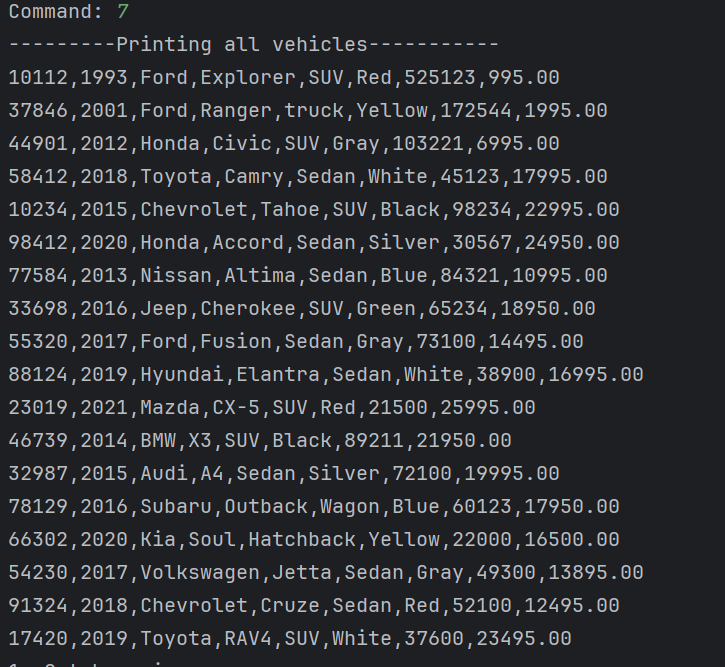 Command: 7
---------Printing all vehicles-----------
10112,1993,Ford,Explorer,SUV,Red,525123,995.00
37846,2001,Ford,Ranger,truck,Yellow,172544,1995.00
44901,2012,Honda,Civic,SUV,Gray,103221,6995.00
58412,2018,Toyota,Camry,Sedan,White,45123,17995.00
10234,2015,Chevrolet,Tahoe,SUV,Black,98234,22995.00
98412,2020,Honda,Accord,Sedan,Silver,30567,24950.00
77584,2013,Nissan,Altima,Sedan,Blue,84321,10995.00
33698,2016,Jeep,Cherokee,SUV,Green,65234,18950.00
55320,2017,Ford,Fusion,Sedan,Gray,73100,14495.00
88124,2019,Hyundai,Elantra,Sedan,White,38900,16995.00
23019,2021,Mazda,CX-5,SUV,Red,21500,25995.00
46739,2014,BMW,X3,SUV,Black,89211,21950.00
32987,2015,Audi,A4,Sedan,Silver,72100,19995.00
78129,2016,Subaru,Outback,Wagon,Blue,60123,17950.00
66302,2020,Kia,Soul,Hatchback,Yellow,22000,16500.00
54230,2017,Volkswagen,Jetta,Sedan,Gray,49300,13895.00
91324,2018,Chevrolet,Cruze,Sedan,Red,52100,12495.00
17420,2019,Toyota,RAV4,SUV,White,37600,23495.00